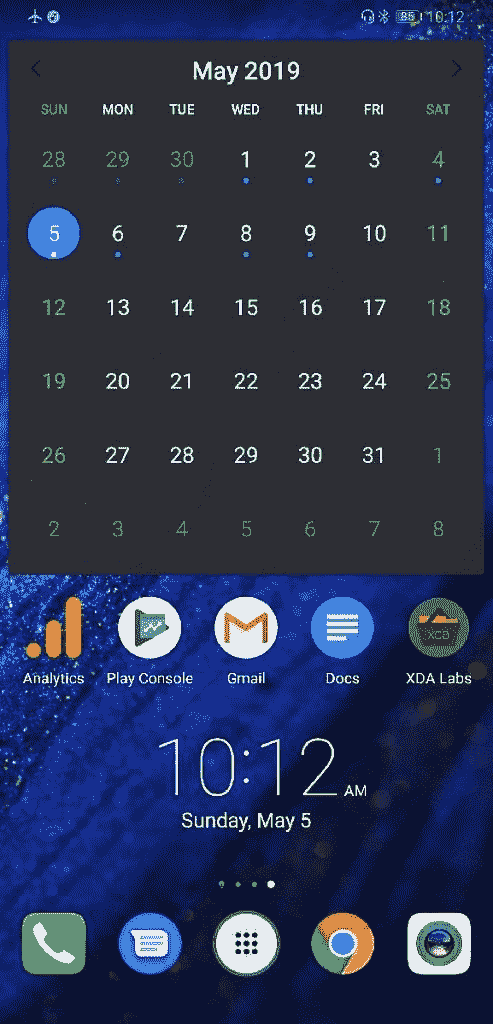 85 10:12
May 2019
SUN MON TUE WED THU FRI SAT
28 29 30 1 2 3 4
5 6 7 8 9 10 11
12 13 14 15 16 17 18
19 20 21 22 23 24 25
26 27 28 29 30 31 1
2 3 4 5 6 7 8
Analytics Play Console Gmail Docs XDA Labs
10:12 AM
Sunday, May 5